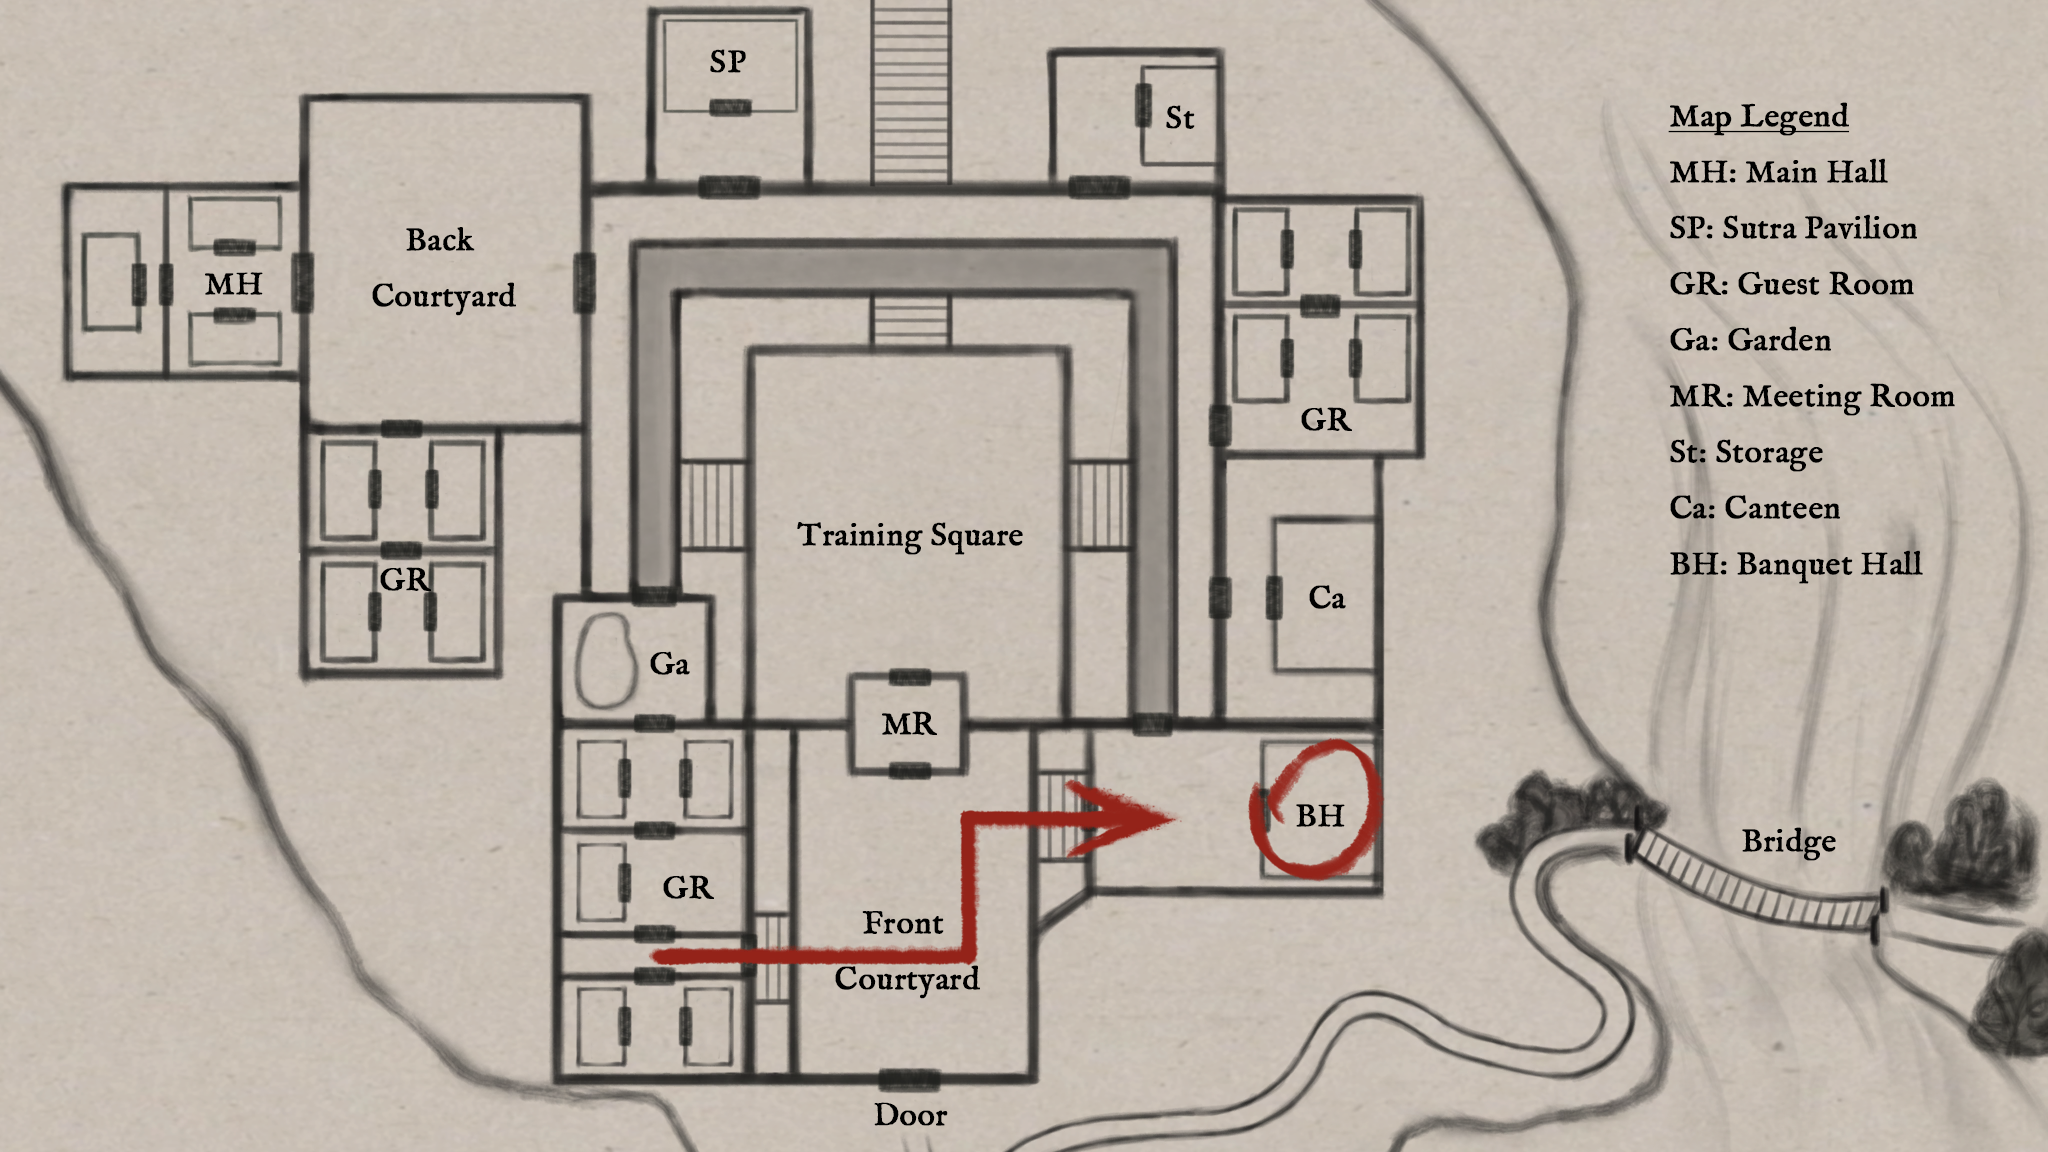 SP
St
Back
Courtyard
MH
GR
GR
Training Square
Ca
Ga
MR
BH
GR
Front
Courtyard
Door
Bridge
Map Legend
MH: Main Hall
SP: Sutra Pavilion
GR: Guest Room
Ga: Garden
MR: Meeting Room
St: Storage
Ca: Canteen
BH: Banquet Hall